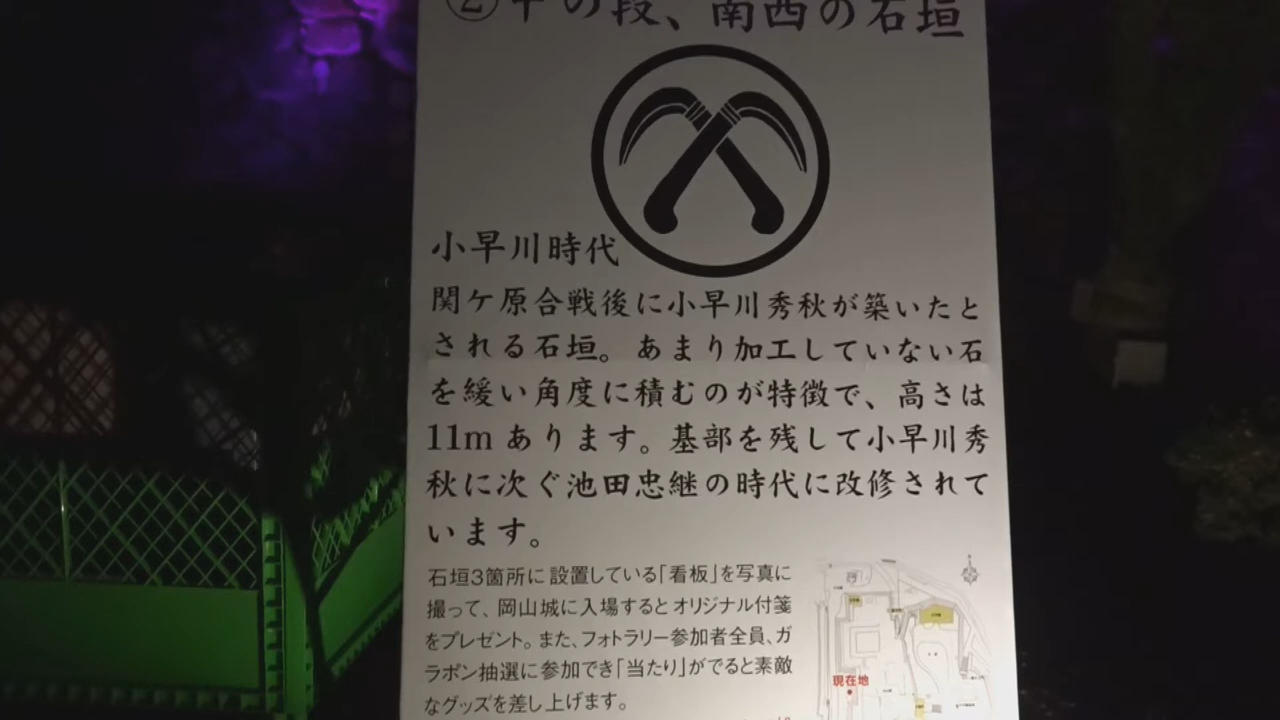 ②中の段、南西の石垣
小早川時代
関ケ原合戦後に小早川秀秋が築いたと
される石垣。あまり加工していない石
を緩い角度に積むのが特徴で、高さは
11m あります。基部を残して小早川秀
秋に次ぐ池田忠継の時代に改修されて
います。
石垣3箇所に設置している「看板」を写真に
撮って、岡山城に入場するとオリジナル付箋
をプレゼント。また、フォトラリー参加者全員、ガ
ラポン抽選に参加でき「当たり」がでると素敵
なグッズを差し上げます。
現在地